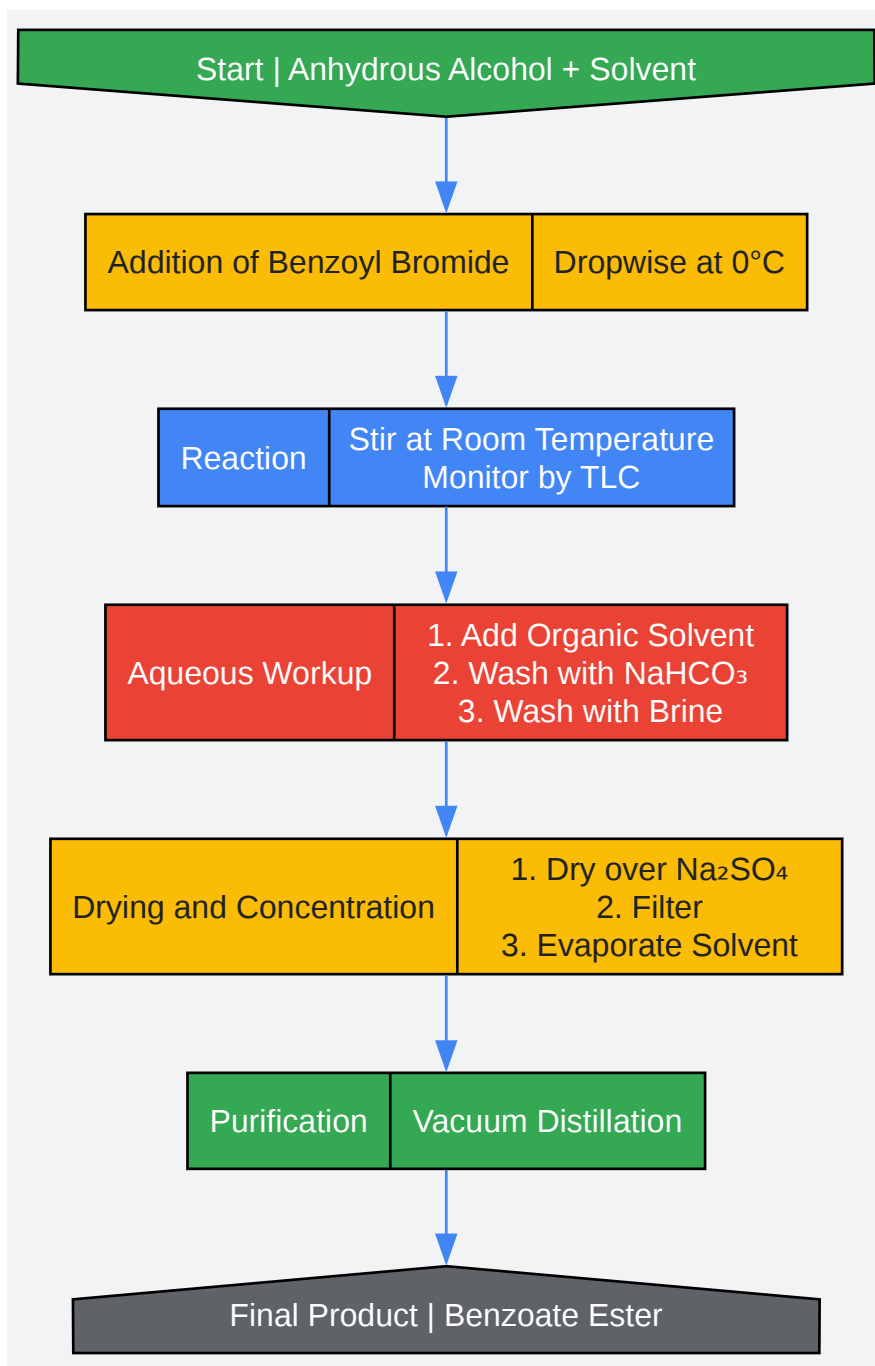 Start | Anhydrous Alcohol + Solvent
Addition of Benzoyl Bromide
Dropwise at 0°C
Reaction
Stir at Room Temperature
Monitor by TLC
Aqueous Workup
1. Add Organic Solvent
2. Wash with NaHCO₃
3. Wash with Brine
Drying and Concentration
1. Dry over Na₂SO₄
2. Filter
3. Evaporate Solvent
Purification
Vacuum Distillation
Final Product | Benzoate Ester